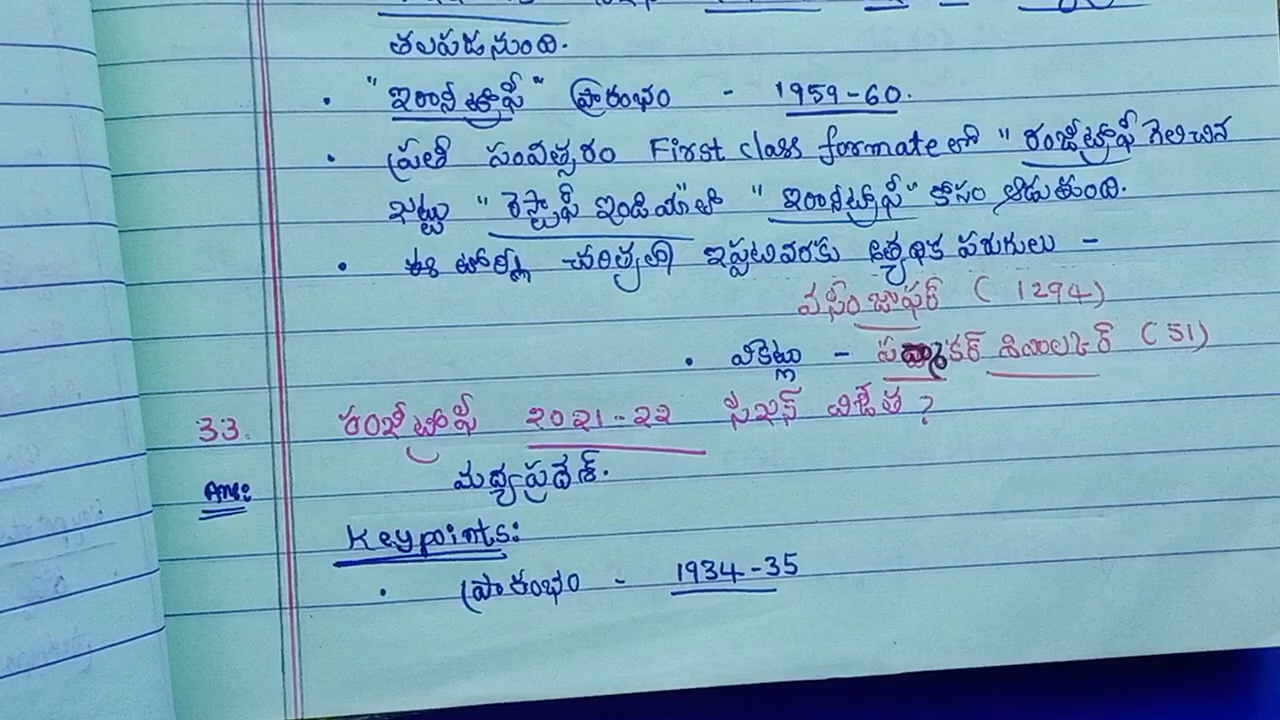 తలపడనుంది.
• "ఇరానీ ట్రోఫీ" ప్రారంభం - 1959-60.
• ప్రతీ సంవత్సరం First class formate లో "రంజీట్రోఫీ గెలిచిన
జట్టు "రెస్టాఫ్ ఇండియా"తో "ఇరానీట్రోఫీ" కోసం ఆడుతుంది.
• ఈ టోర్నీ చరిత్రలో ఇప్పటివరకు అత్యధిక పరుగులు -
వసీం జాఫర్ (1294)
• వికెట్లు - పద్మాకర్ శివాల్కర్ (51)
33. రంజీట్రోఫీ 2021-22 సీజన్ విజేత?
Ans: మధ్యప్రదేశ్.
Keypoints:
• ప్రారంభం - 1934-35